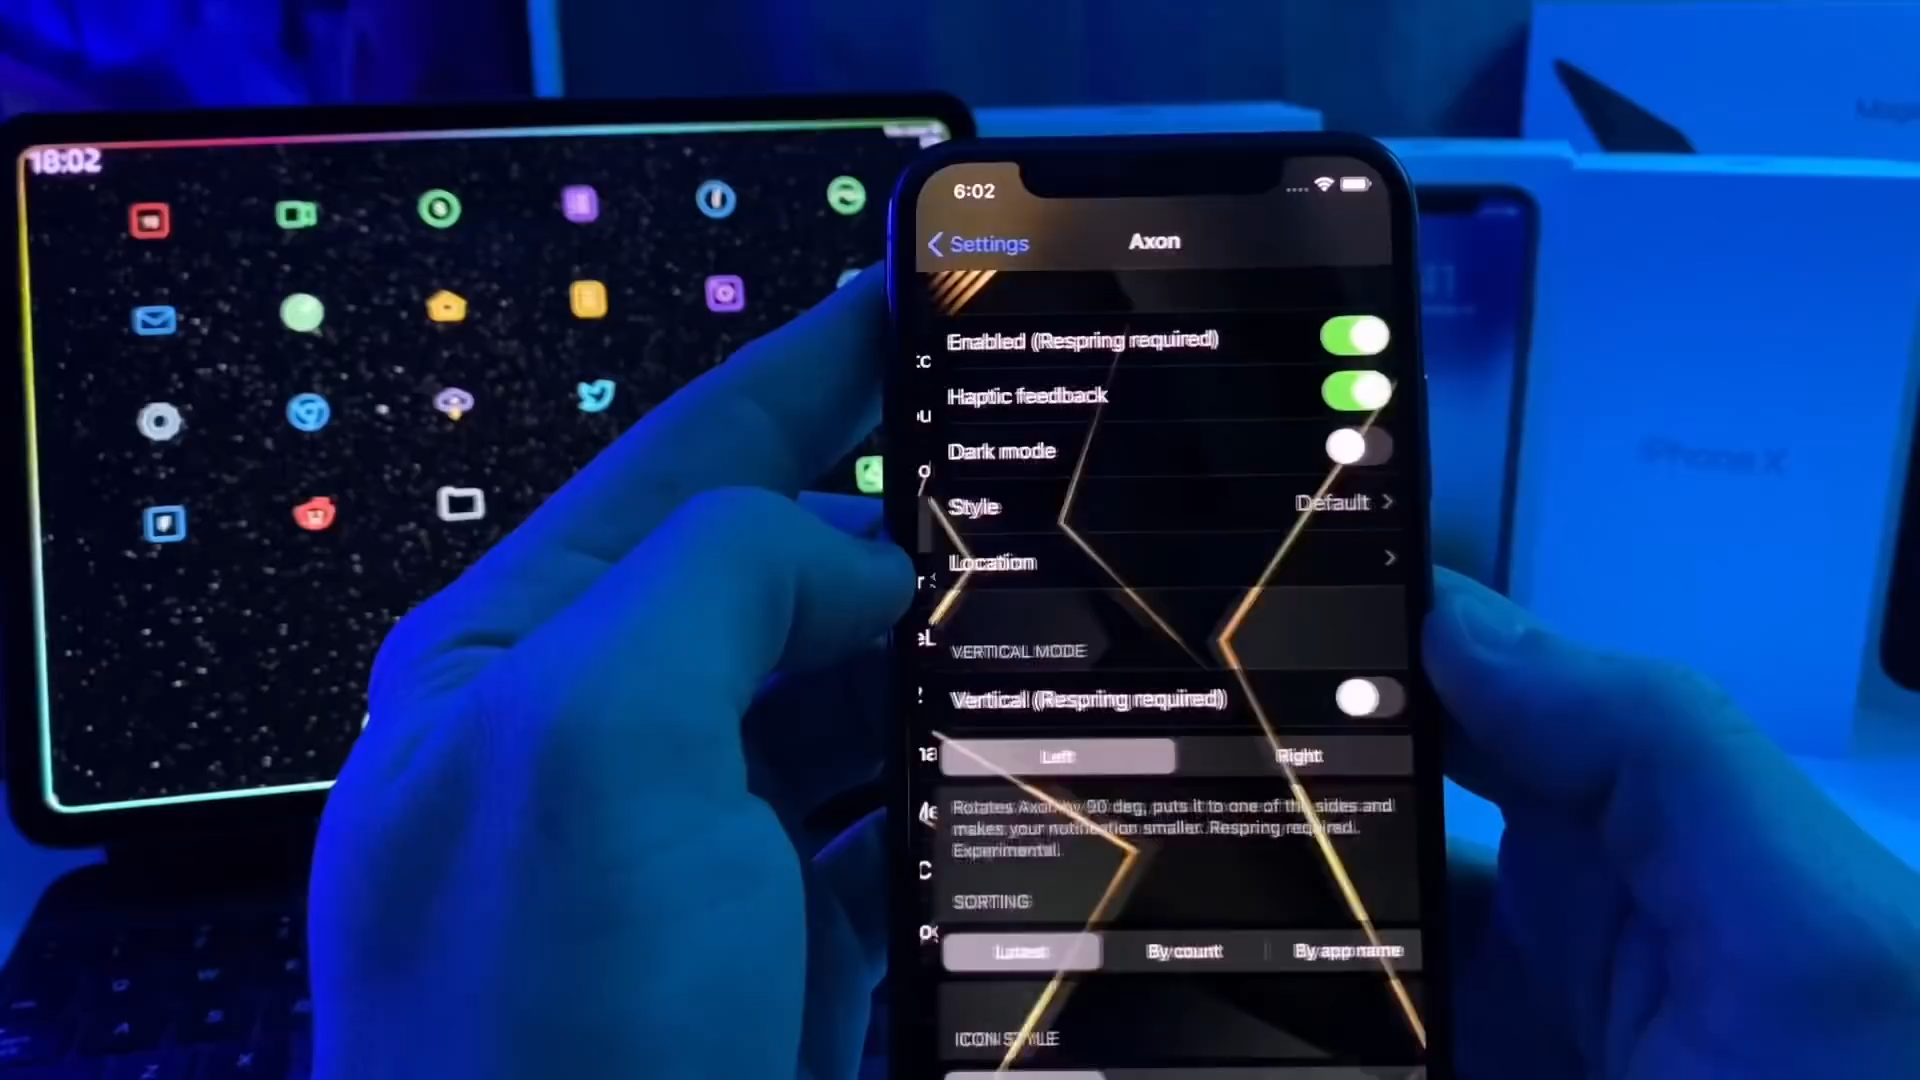 18:02
6:02
Settings
Axon
Enabled (Respring required)
Haptic feedback
Dark mode
Style Default
Location
VERTICAL MODE
Vertical (Respring required)
Left Right
Rotates Axon by 90 deg, puts it to one of the sides and
makes your notification smaller. Respring required.
Experimental.
SORTING
Latest By count By app name
ICON STYLE
iPhone X